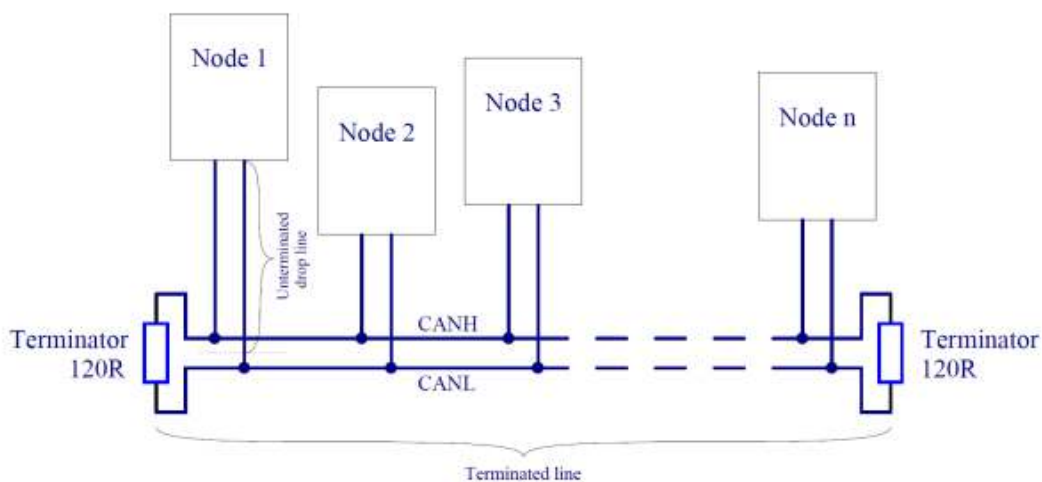 Node 1
Node 2
Node 3
Node n
Unterminated
drop line
CANH
CANL
Terminator
120R
Terminator
120R
Terminated line